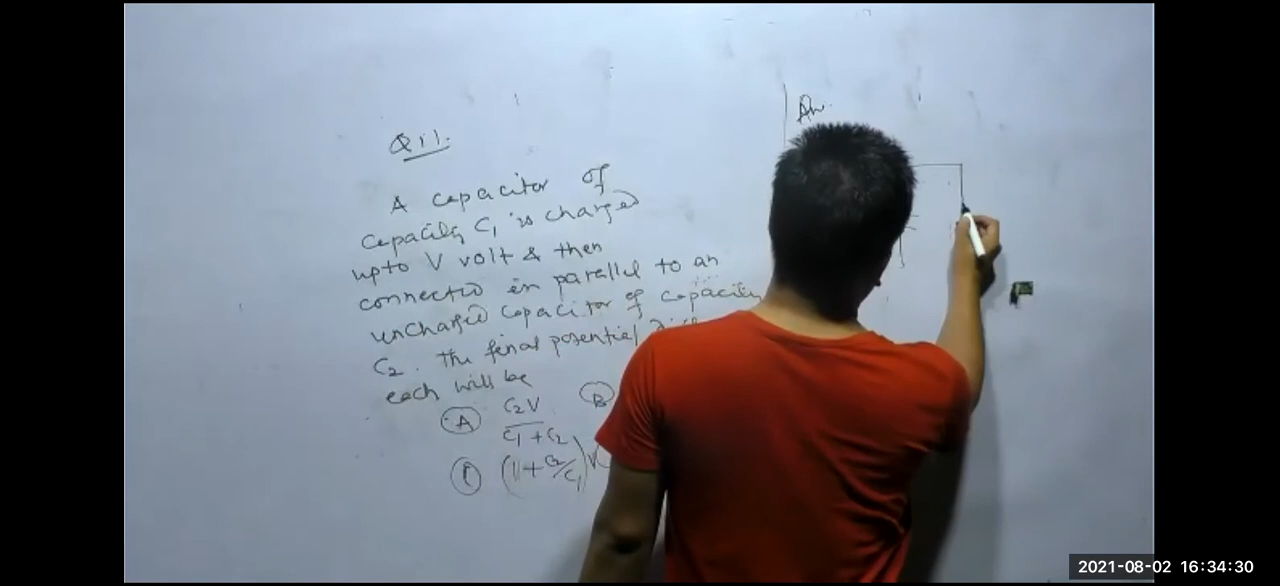 Q11.
A capacitor of
capacity C₁ is charged
upto V volt & then
connected in parallel to an
uncharged capacitor of capacity
C₂. The final potential
each will be
(A) C₂V / C₁ + C₂ (B)
(1 + C₂/C₁) V
An.
2021-08-02 16:34:30